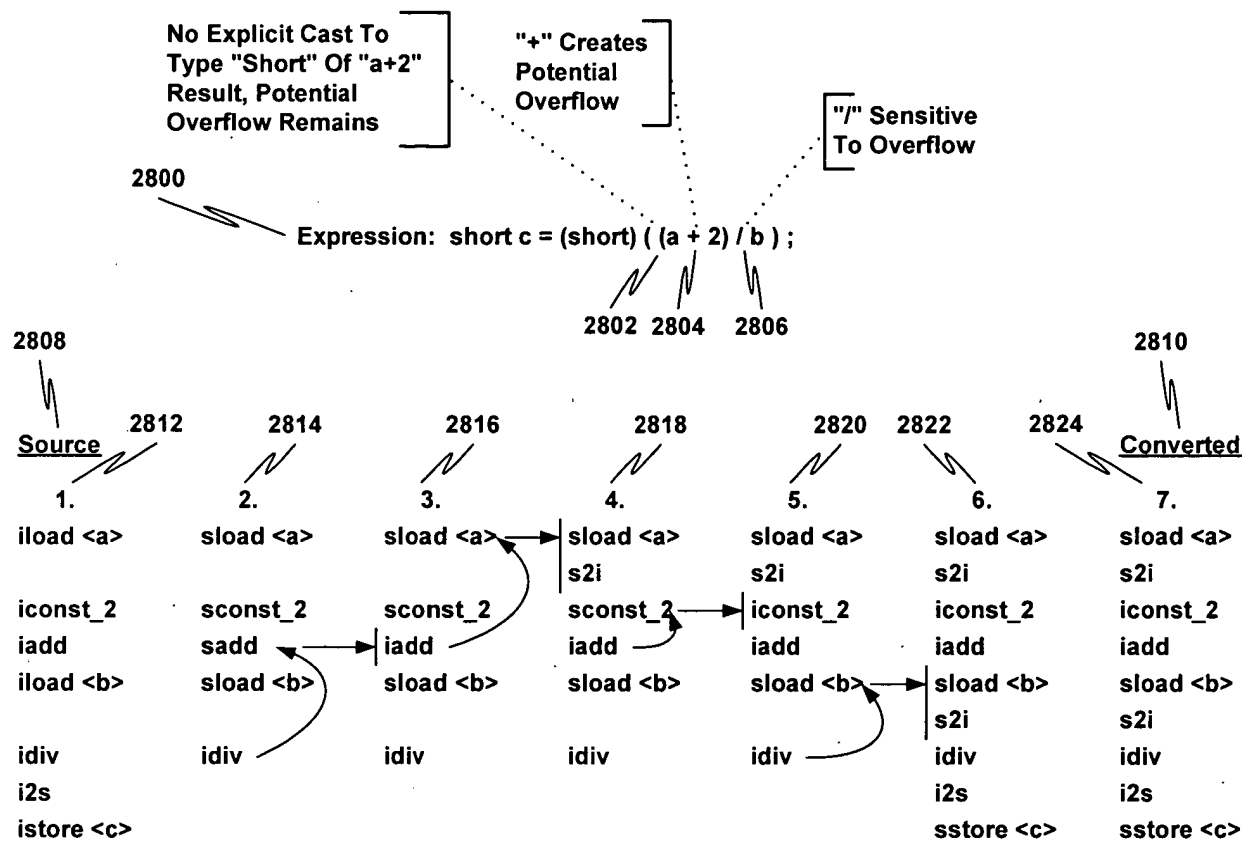 No Explicit Cast To
Type "Short" Of "a+2"
Result, Potential
Overflow Remains
"+" Creates
Potential
Overflow
"/" Sensitive
To Overflow
2800
Expression: short c = (short) ( (a + 2) / b ) ;
2802 2804 2806
2808 2810
2812 2814 2816 2818 2820 2822 2824
Source Converted
1. 2. 3. 4. 5. 6. 7.
iload <a> sload <a> sload <a> sload <a> sload <a> sload <a> sload <a>
s2i s2i s2i s2i
iconst_2 sconst_2 sconst_2 sconst_2 iconst_2 iconst_2 iconst_2
iadd sadd iadd iadd iadd iadd iadd
iload <b> sload <b> sload <b> sload <b> sload <b> sload <b> sload <b>
s2i s2i
idiv idiv idiv idiv idiv idiv idiv
i2s i2s i2s
istore <c> sstore <c> sstore <c>